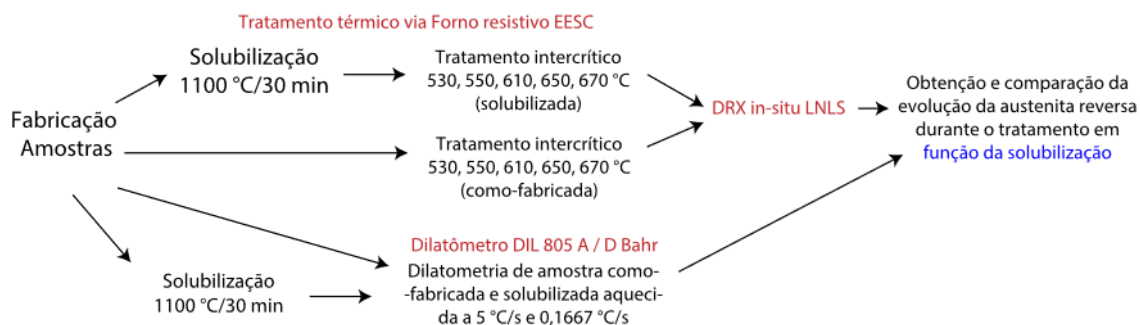 Tratamento térmico via Forno resistivo EESC
Solubilização
1100 °C/30 min
Tratamento intercrítico
530, 550, 610, 650, 670 °C
(solubilizada)
Fabricação
Amostras
Tratamento intercrítico
530, 550, 610, 650, 670 °C
(como-fabricada)
DRX in-situ LNLS
Obtenção e comparação da
evolução da austenita reversa
durante o tratamento em
função da solubilização
Solubilização
1100 °C/30 min
Dilatômetro DIL 805 A / D Bahr
Dilatometria de amostra como-
-fabricada e solubilizada aqueci-
da a 5 °C/s e 0,1667 °C/s